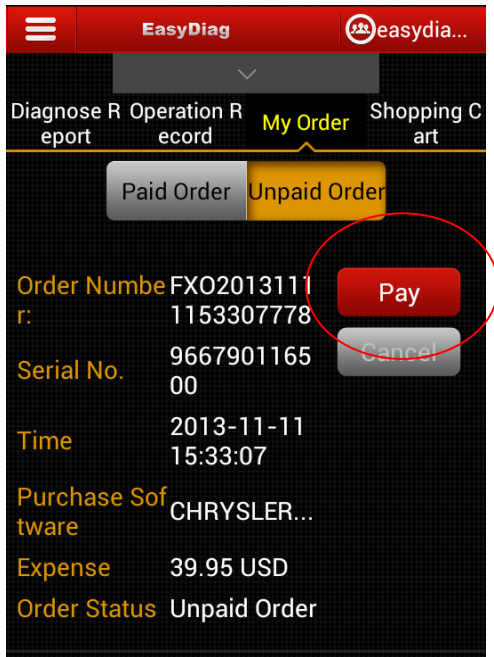 EasyDiag
easydia...
Diagnose R
eport
Operation R
ecord
My Order
Shopping C
art
Paid Order
Unpaid Order
Order Numbe
r:
FXO2013111
1153307778
Pay
Cancel
Serial No.
9667901165
00
Time
2013-11-11
15:33:07
Purchase Sof
tware
CHRYSLER...
Expense
39.95 USD
Order Status
Unpaid Order